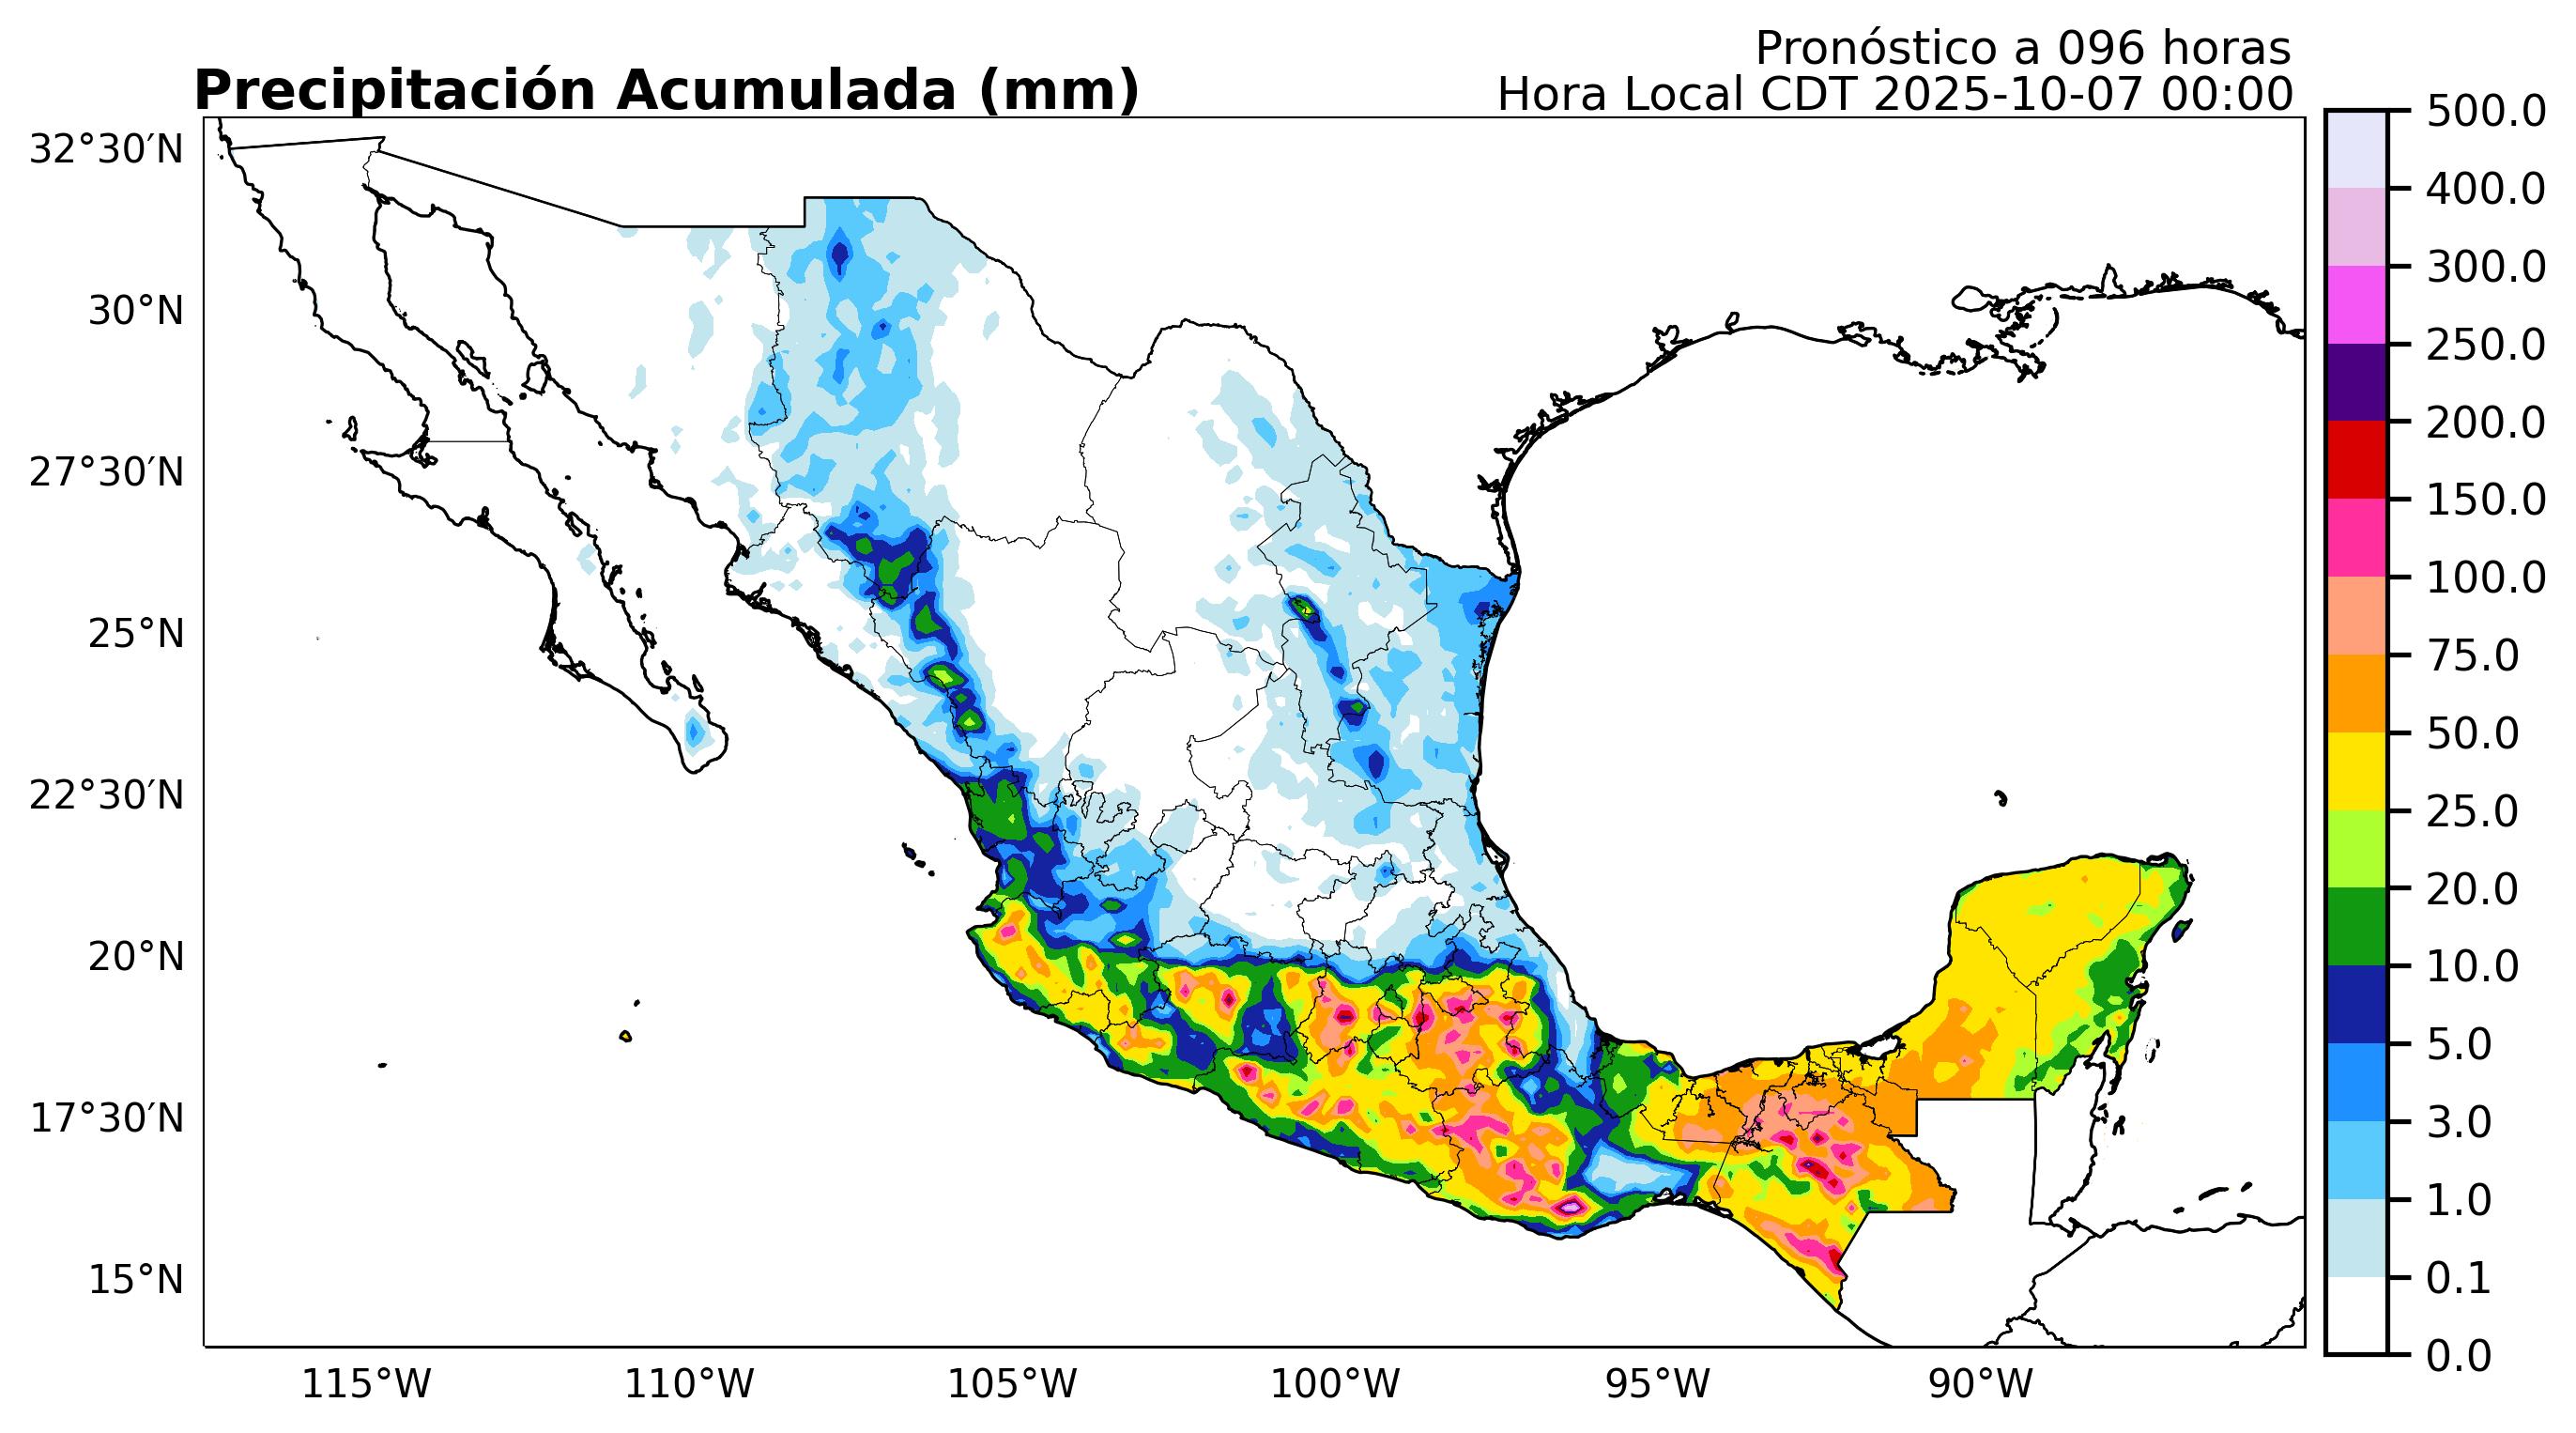 Pronóstico a 096 horas
Precipitación Acumulada (mm)
Hora Local CDT 2025-10-07 00:00
32°30′N
30°N
27°30′N
25°N
22°30′N
20°N
17°30′N
15°N
115°W
110°W
105°W
100°W
95°W
90°W
500.0
400.0
300.0
250.0
200.0
150.0
100.0
75.0
50.0
25.0
20.0
10.0
5.0
3.0
1.0
0.1
0.0